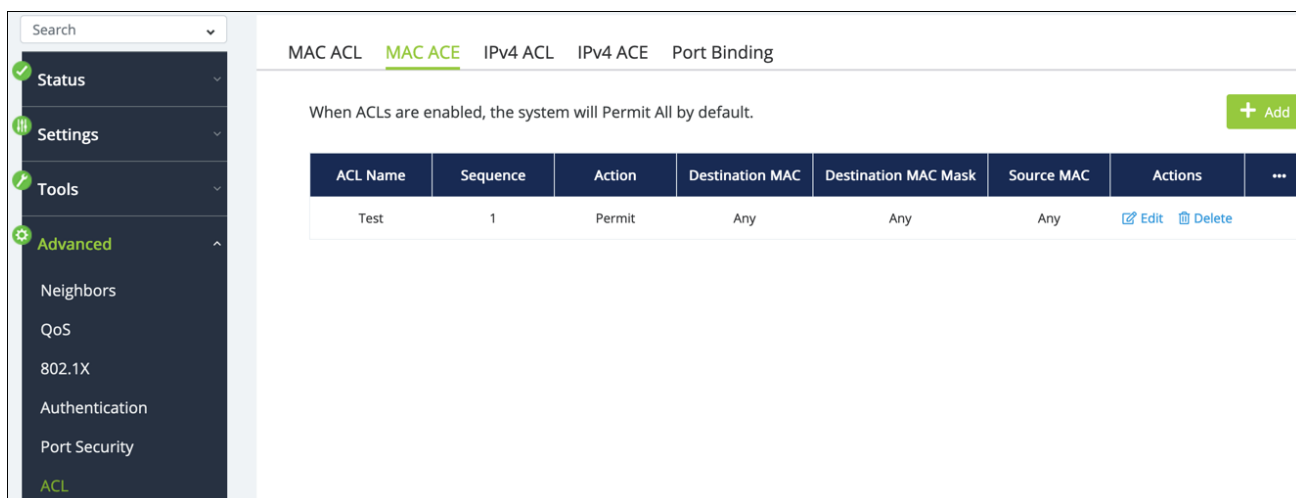 Search
Status
Settings
Tools
Advanced
Neighbors
QoS
802.1X
Authentication
Port Security
ACL
MAC ACL MAC ACE IPv4 ACL IPv4 ACE Port Binding
When ACLs are enabled, the system will Permit All by default.
+ Add
ACL Name Sequence Action Destination MAC Destination MAC Mask Source MAC Actions •••
Test 1 Permit Any Any Any Edit Delete